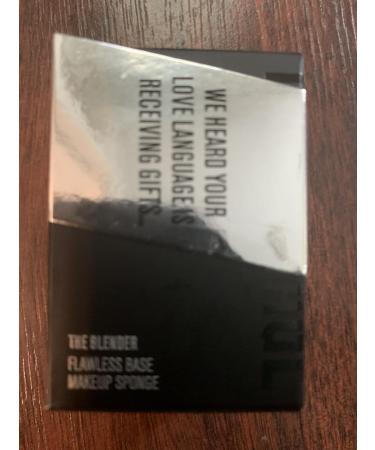 WE HEARD YOUR
LOVE LANGUAGE IS
RECEIVING GIFTS...
THE BLENDER
FLAWLESS BASE
MAKEUP SPONGE